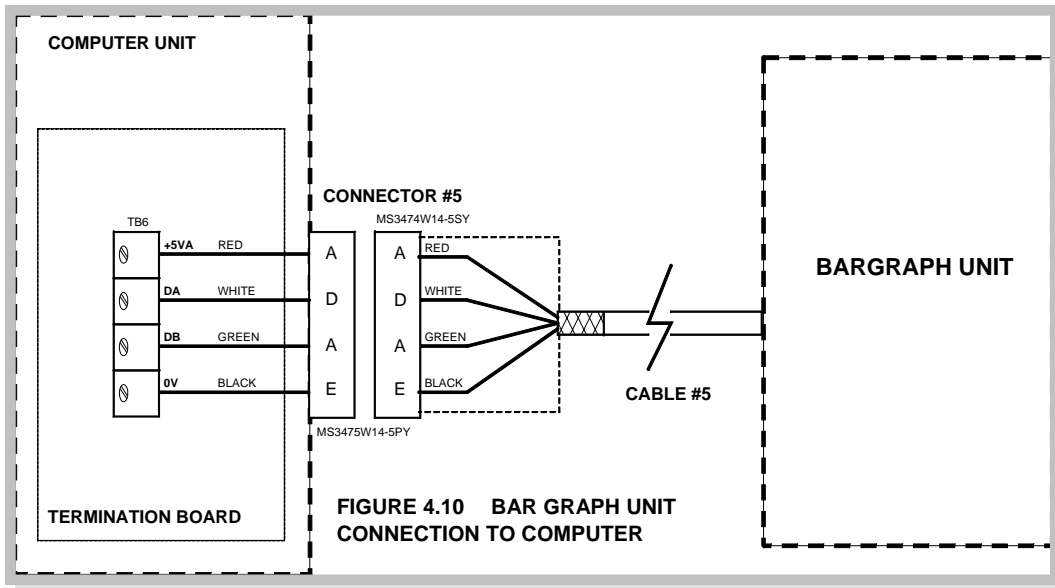 COMPUTER UNIT
CONNECTOR #5
MS3474W14-5SY
TB6
+5VA RED A A RED
DA WHITE D D WHITE
DB GREEN A A GREEN
0V BLACK E E BLACK
MS3475W14-5PY
CABLE #5
BARGRAPH UNIT
TERMINATION BOARD
FIGURE 4.10 BAR GRAPH UNIT
CONNECTION TO COMPUTER